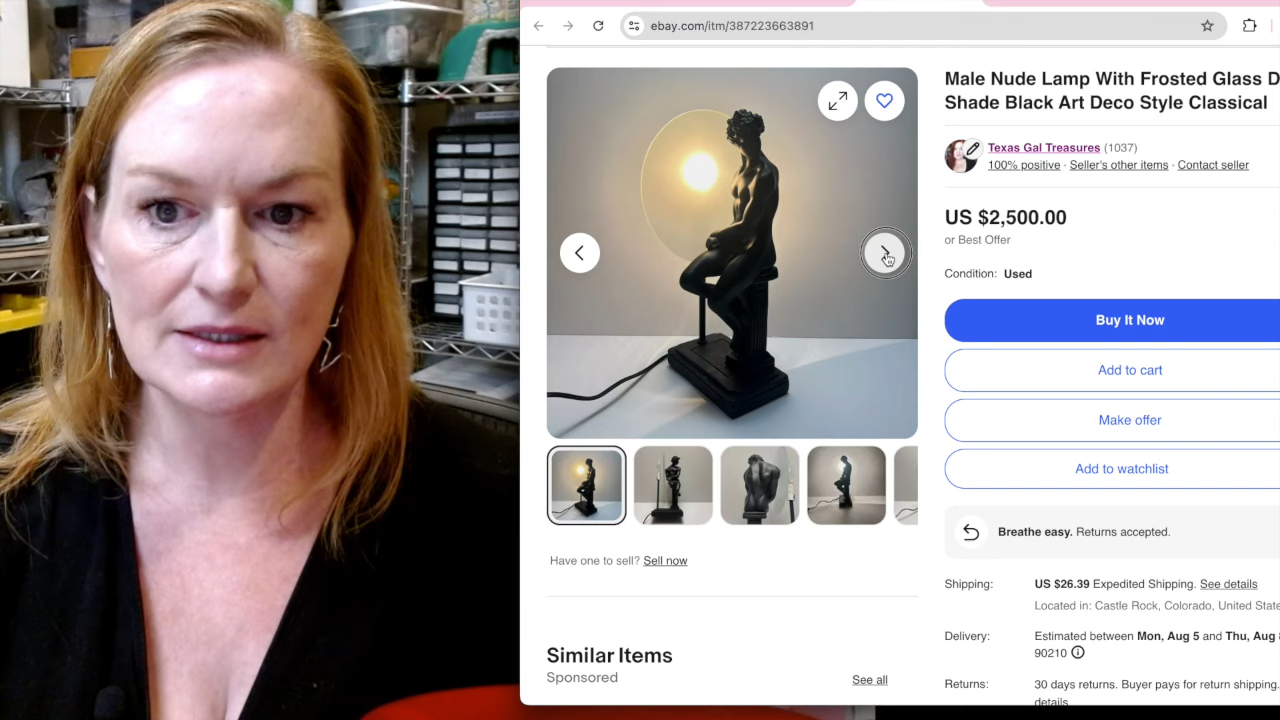 ebay.com/itm/387223663891
Male Nude Lamp With Frosted Glass D
Shade Black Art Deco Style Classical
Texas Gal Treasures (1037)
100% positive · Seller's other items · Contact seller
US $2,500.00
or Best Offer
Condition: Used
Buy It Now
Add to cart
Make offer
Add to watchlist
Breathe easy. Returns accepted.
Have one to sell? Sell now
Shipping: US $26.39 Expedited Shipping. See details
Located in: Castle Rock, Colorado, United State
Delivery: Estimated between Mon, Aug 5 and Thu, Aug
90210
Similar Items
Sponsored
See all
Returns: 30 days returns. Buyer pays for return shipping.
details